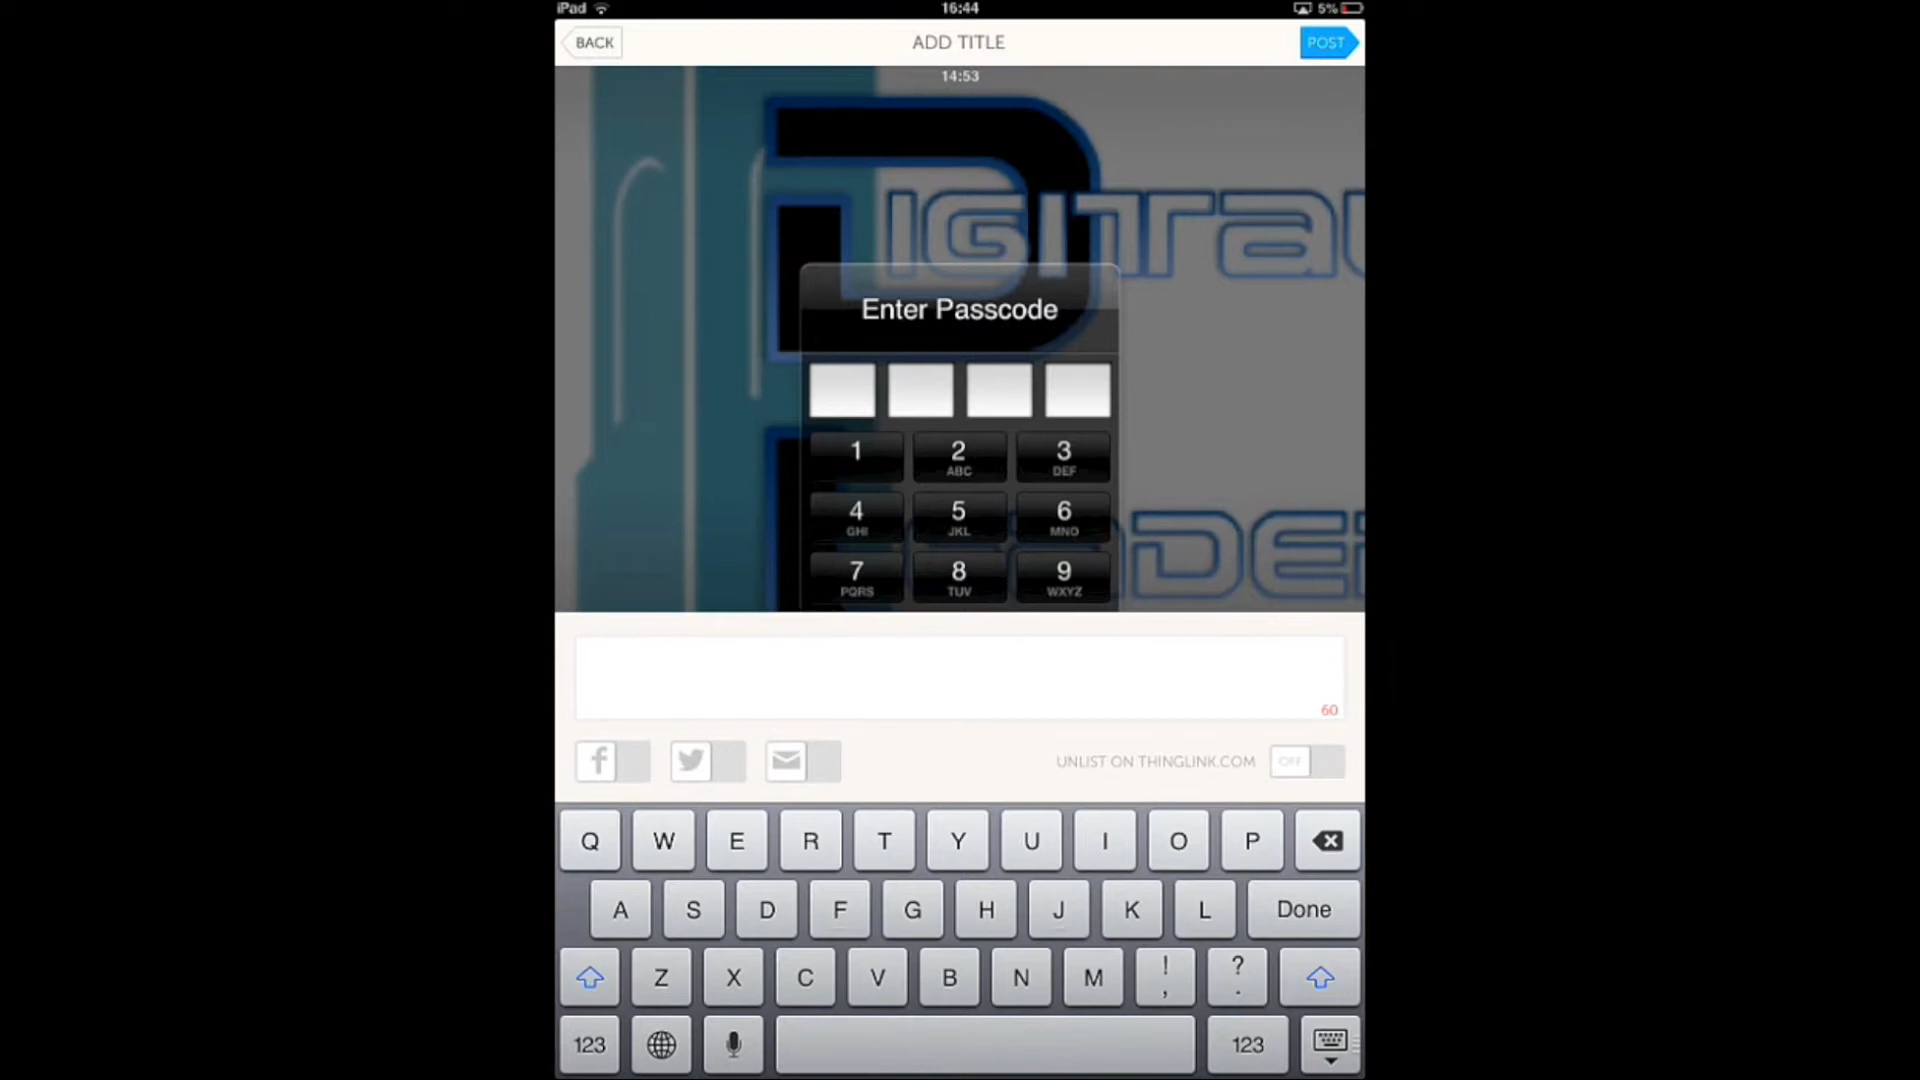 iPad 16:44 5%
BACK ADD TITLE POST
14:53
DIGITAL
Enter Passcode
1 2 3
ABC DEF
4 5 6
GHI JKL MNO
7 8 9
PQRS TUV WXYZ
60
f UNLIST ON THINGLINK.COM OFF
Q W E R T Y U I O P
A S D F G H J K L Done
Z X C V B N M ! , ? .
123 123